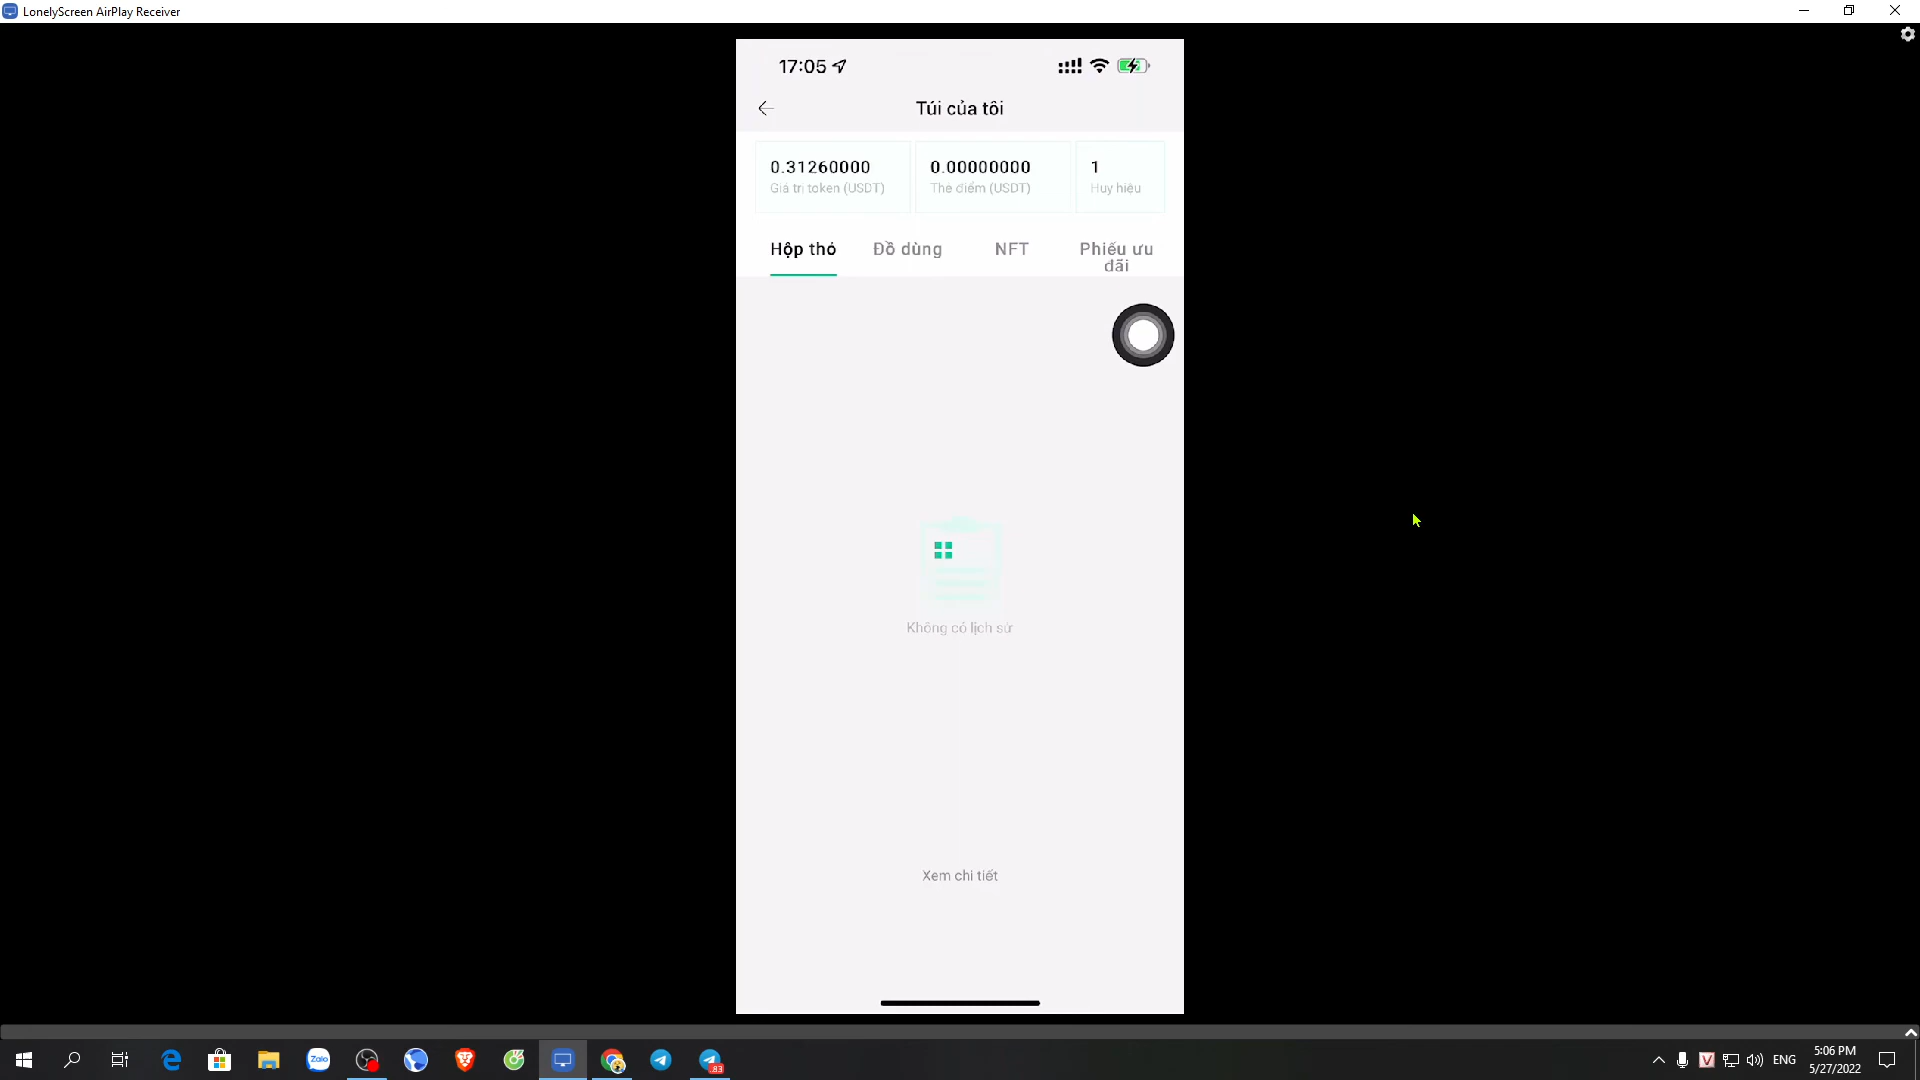 LonelyScreen AirPlay Receiver
17:05
Túi của tôi
0.31260000
0.00000000
1
Giá trị token (USDT)
Thẻ điểm (USDT)
Huy hiệu
Hộp thỏ
Đồ dùng
NFT
Phiếu ưu
đãi
Không có lịch sử
Xem chi tiết
Zalo
83
V
ENG
5:06 PM
5/27/2022